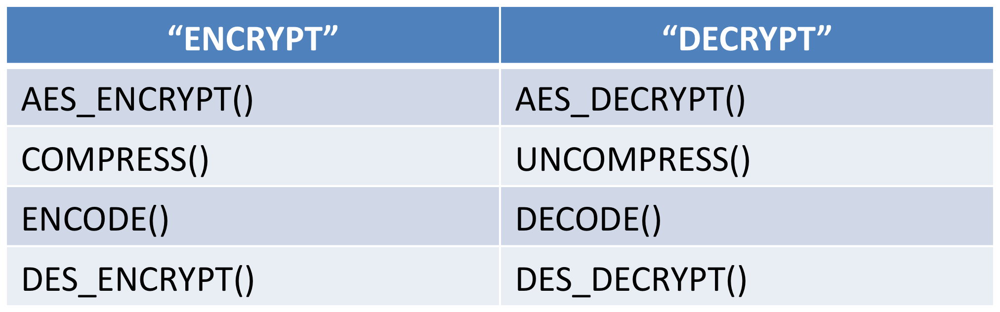 “ENCRYPT” “DECRYPT”
AES_ENCRYPT() AES_DECRYPT()
COMPRESS() UNCOMPRESS()
ENCODE() DECODE()
DES_ENCRYPT() DES_DECRYPT()